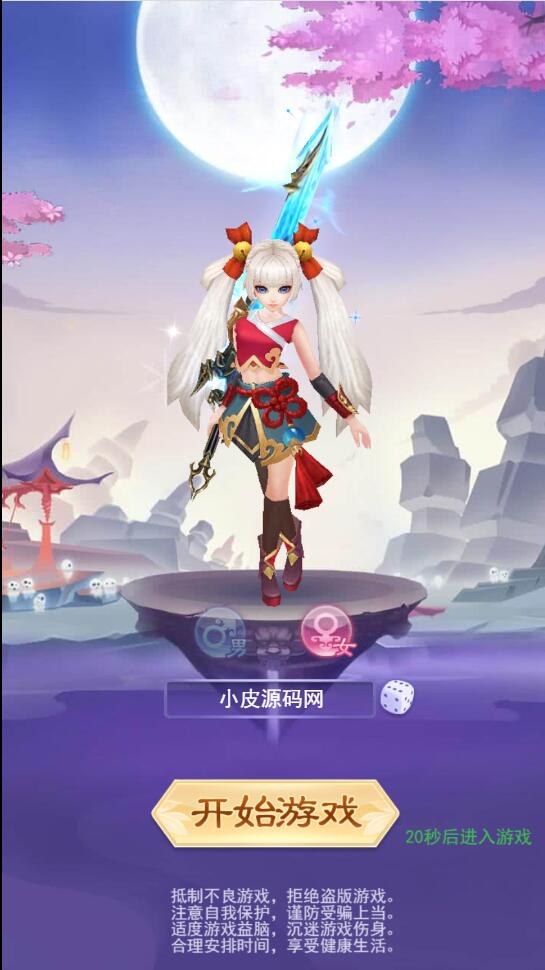 男
女
小皮源码网
开始游戏
20秒后进入游戏
抵制不良游戏，拒绝盗版游戏。
注意自我保护，谨防受骗上当。
适度游戏益脑，沉迷游戏伤身。
合理安排时间，享受健康生活。